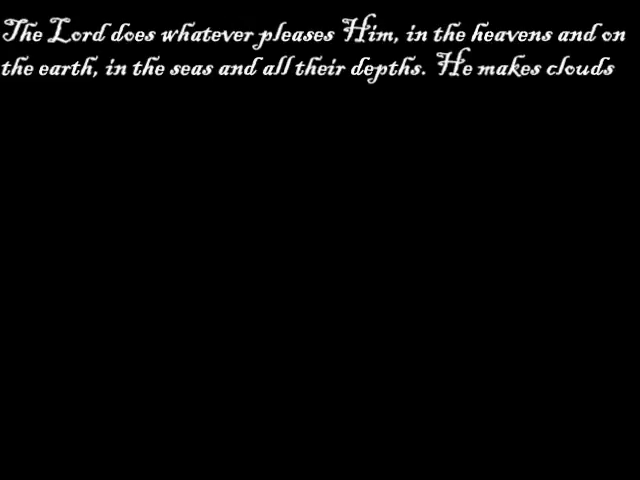 The Lord does whatever pleases Him, in the heavens and on
the earth, in the seas and all their depths. He makes clouds